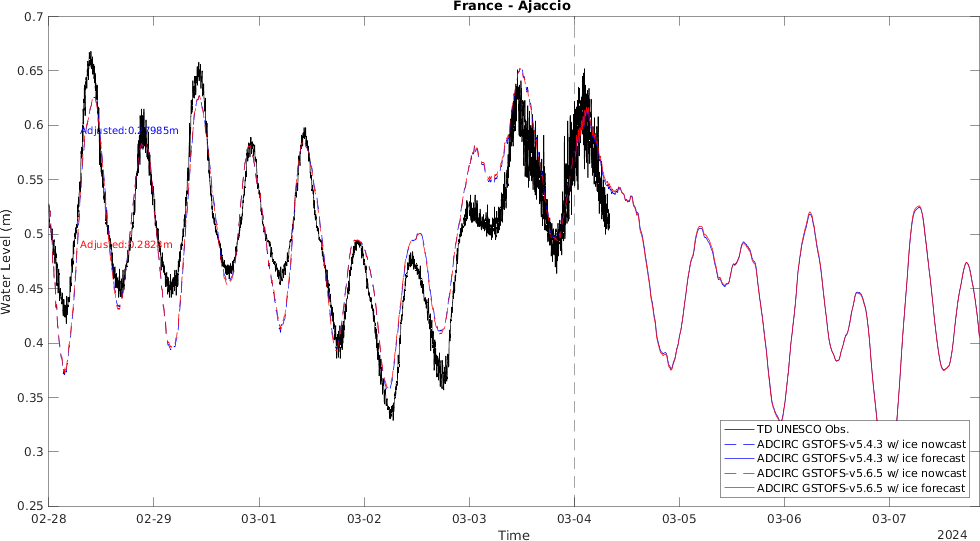 France - Ajaccio
0.7
0.65
0.6
0.55
0.5
0.45
0.4
0.35
0.3
0.25
Water Level (m)
Adjusted:0.27985m
TD UNESCO Obs.
ADCIRC GSTOFS-v5.4.3 w/ ice nowcast
ADCIRC GSTOFS-v5.4.3 w/ ice forecast
ADCIRC GSTOFS-v5.6.5 w/ ice nowcast
ADCIRC GSTOFS-v5.6.5 w/ ice forecast
02-28
02-29
03-01
03-02
03-03
03-04
03-05
03-06
03-07
Time
2024